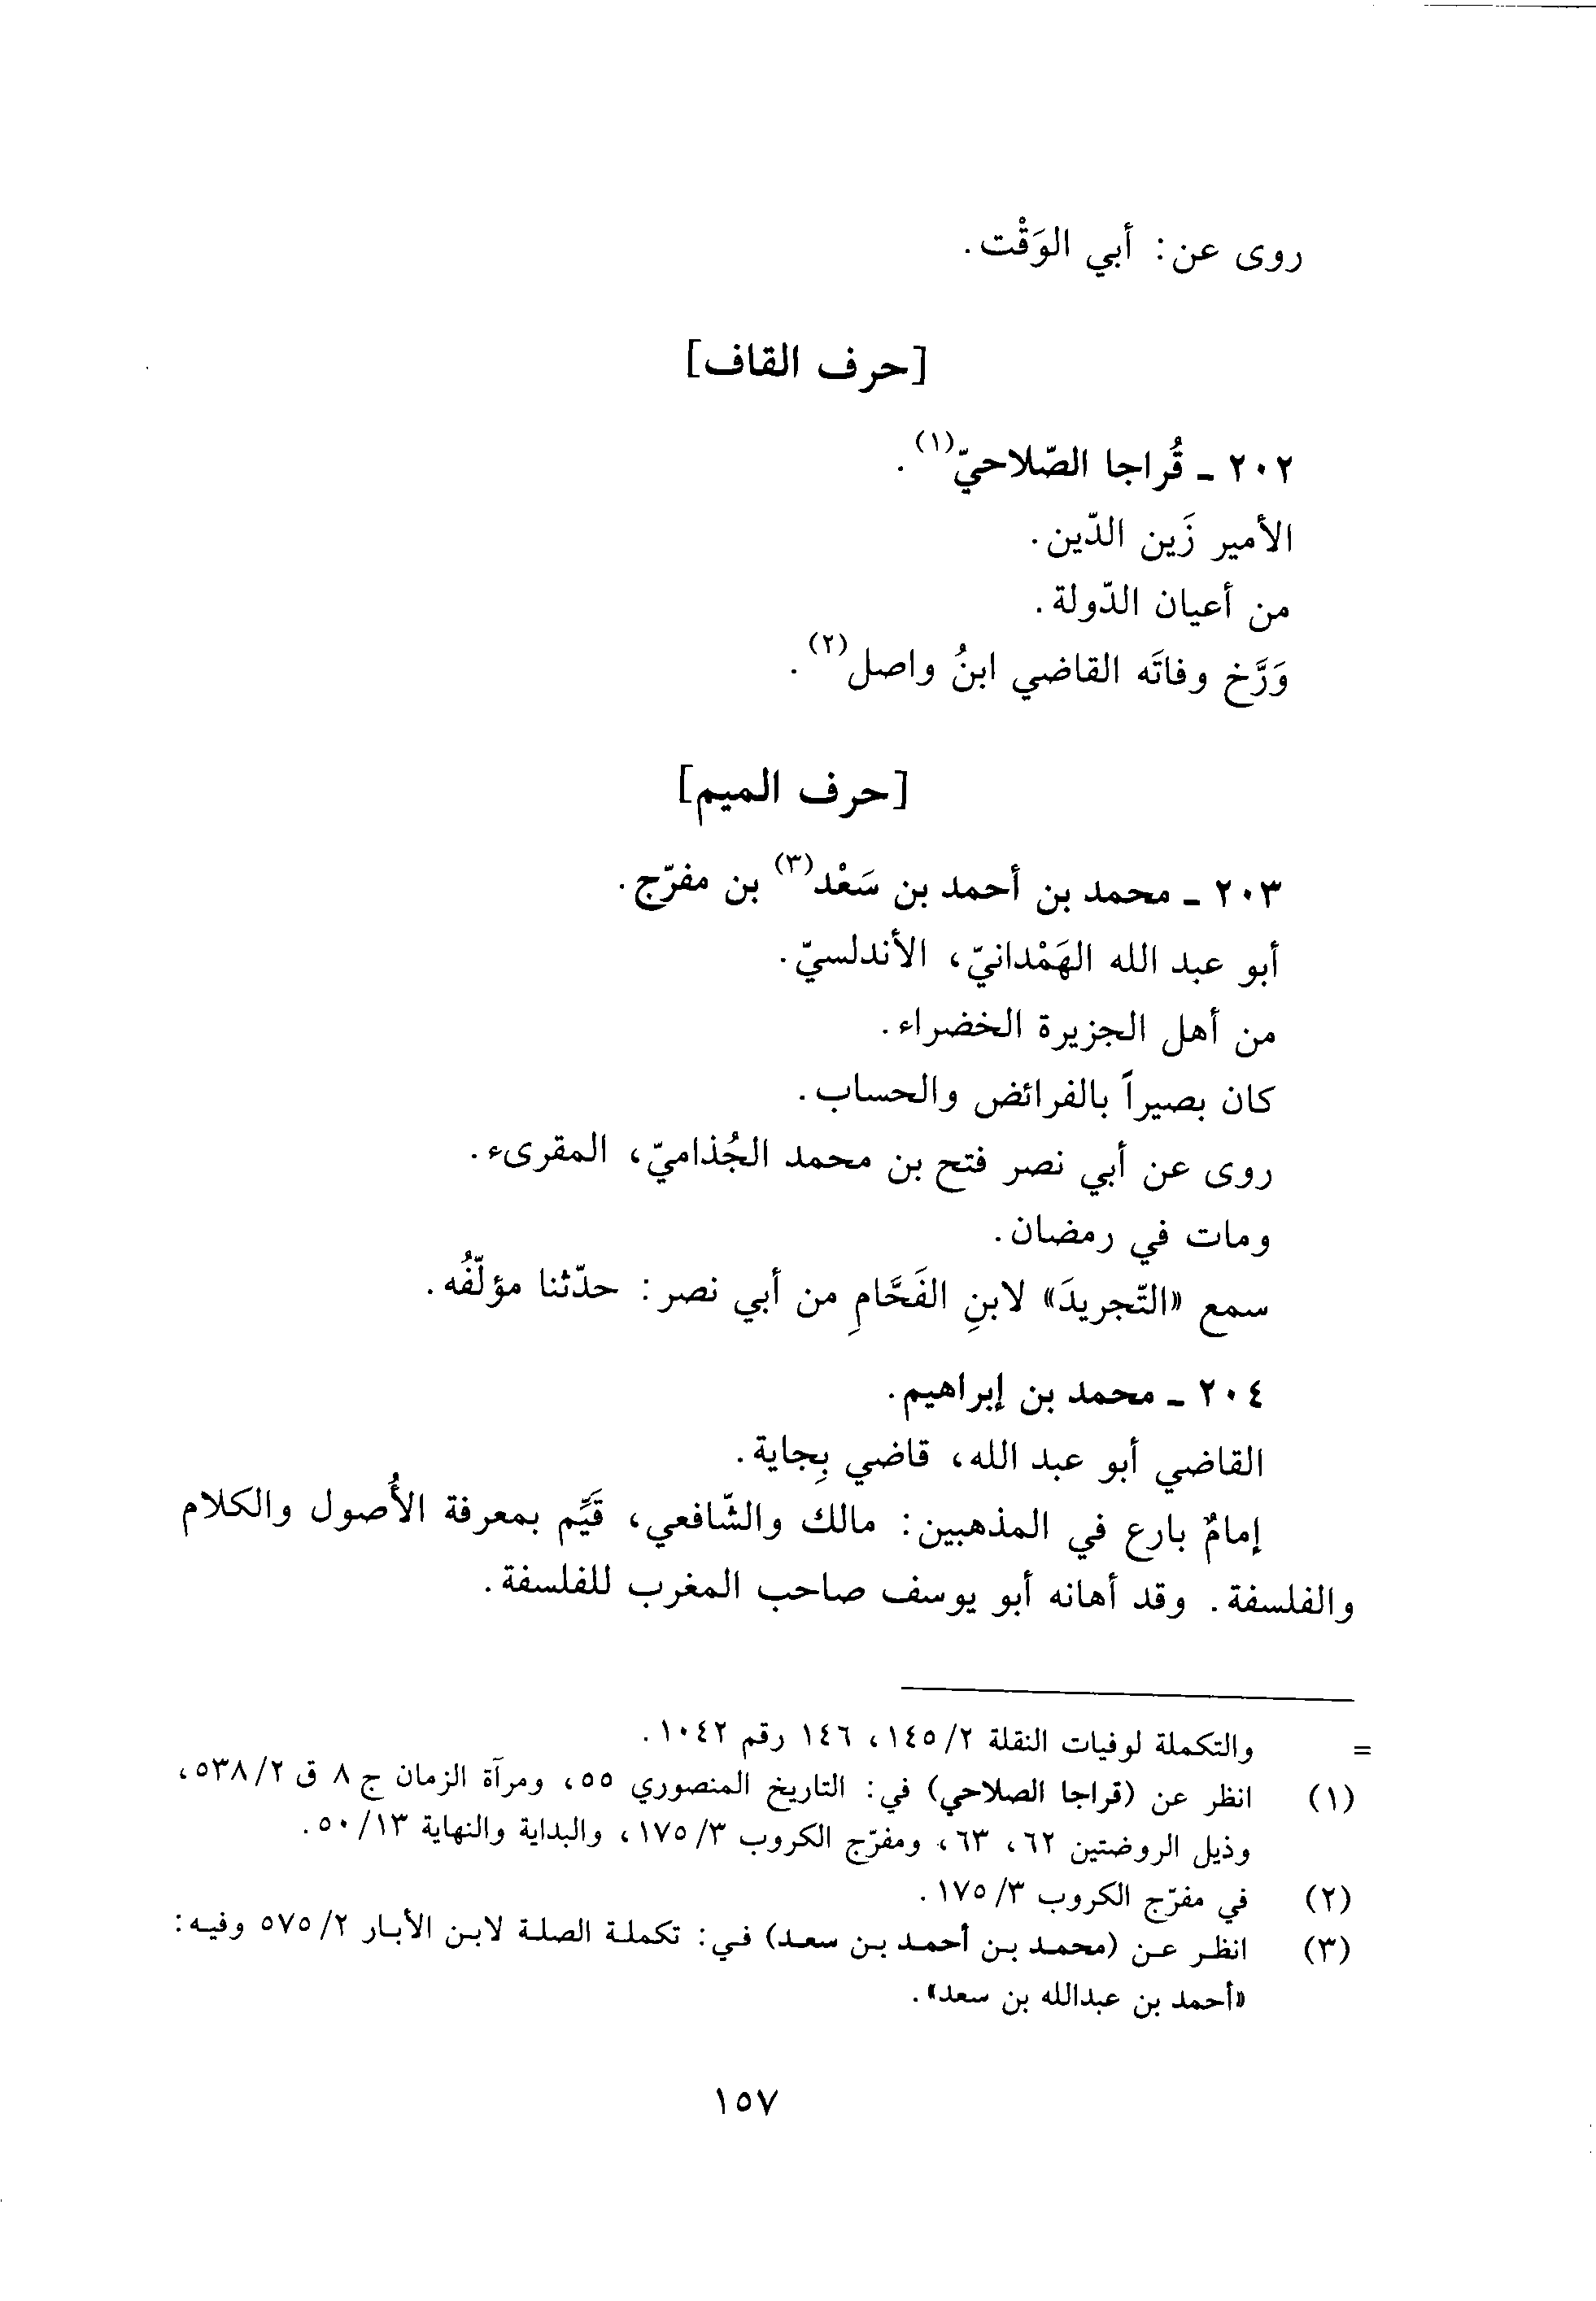 روى عن: أبي الوَقْت.
[حرف القاف]
٢٠٢ ـ قُراجا الصّلاحيّ(١).
الأمير زَين الدّين.
من أعيان الدّولة.
وَرَّخ وفاتَه القاضي ابنُ واصل(٢).
[حرف الميم]
٢٠٣ ـ محمد بن أحمد بن سَعْد(٣) بن مفرّج.
أبو عبد الله الهَمْدانيّ، الأندلسيّ.
من أهل الجزيرة الخضراء.
كان بصيراً بالفرائض والحساب.
روى عن أبي نصر فتح بن محمد الجُذاميّ، المقرىء.
ومات في رمضان.
سمع «التّجريدَ» لابنِ الفَحَّامِ من أبي نصر: حدّثنا مؤلّفُه.
٢٠٤ ـ محمد بن إبراهيم.
القاضي أبو عبد الله، قاضي بِجاية.
إمامٌ بارع في المذهبين: مالك والشّافعي، قَيِّم بمعرفة الأُصول والكلام
والفلسفة. وقد أهانه أبو يوسف صاحب المغرب للفلسفة.
= والتكملة لوفيات النقلة ٢/ ١٤٥، ١٤٦ رقم ١٠٤٢.
(١) انظر عن (قراجا الصلاحي) في: التاريخ المنصوري ٥٥، ومرآة الزمان ج ٨ ق ٢/ ٥٣٨،
وذيل الروضتين ٦٢، ٦٣، ومفرّج الكروب ٣/ ١٧٥، والبداية والنهاية ١٣/ ٥٠.
(٢) في مفرّج الكروب ٣/ ١٧٥.
(٣) انظر عن (محمد بن أحمد بن سعد) في: تكملة الصلة لابن الأبار ٢/ ٥٧٥ وفيه:
«أحمد بن عبدالله بن سعد».
١٥٧